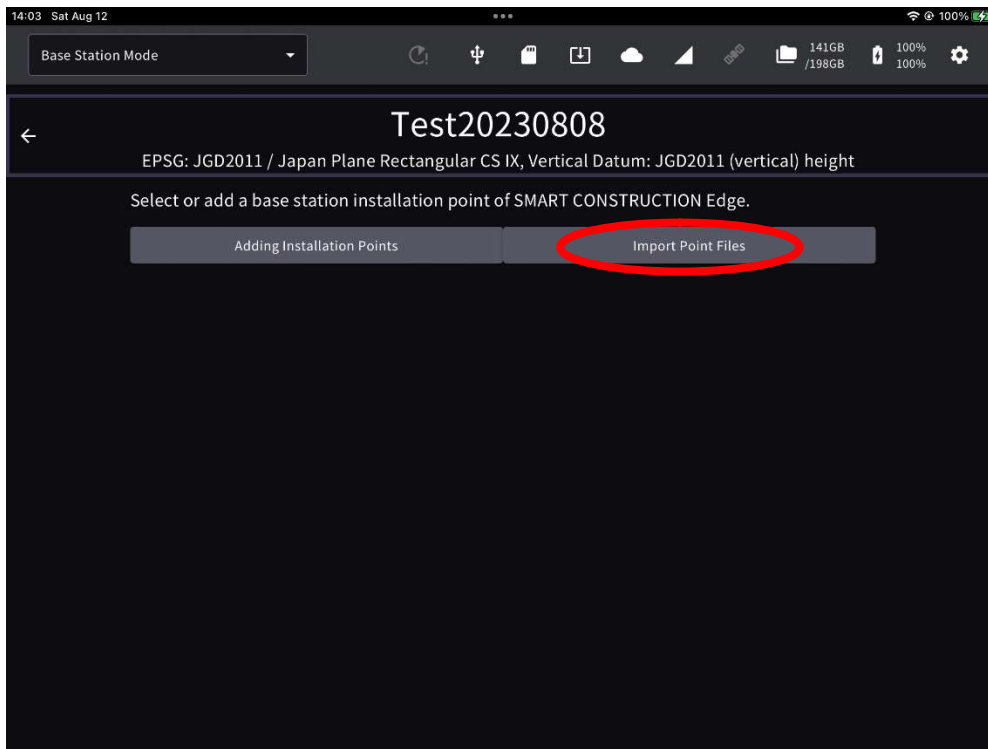 14:03 Sat Aug 12
100%
Base Station Mode
141GB
/198GB
100%
100%
Test20230808
EPSG: JGD2011 / Japan Plane Rectangular CS IX, Vertical Datum: JGD2011 (vertical) height
Select or add a base station installation point of SMART CONSTRUCTION Edge.
Adding Installation Points
Import Point Files